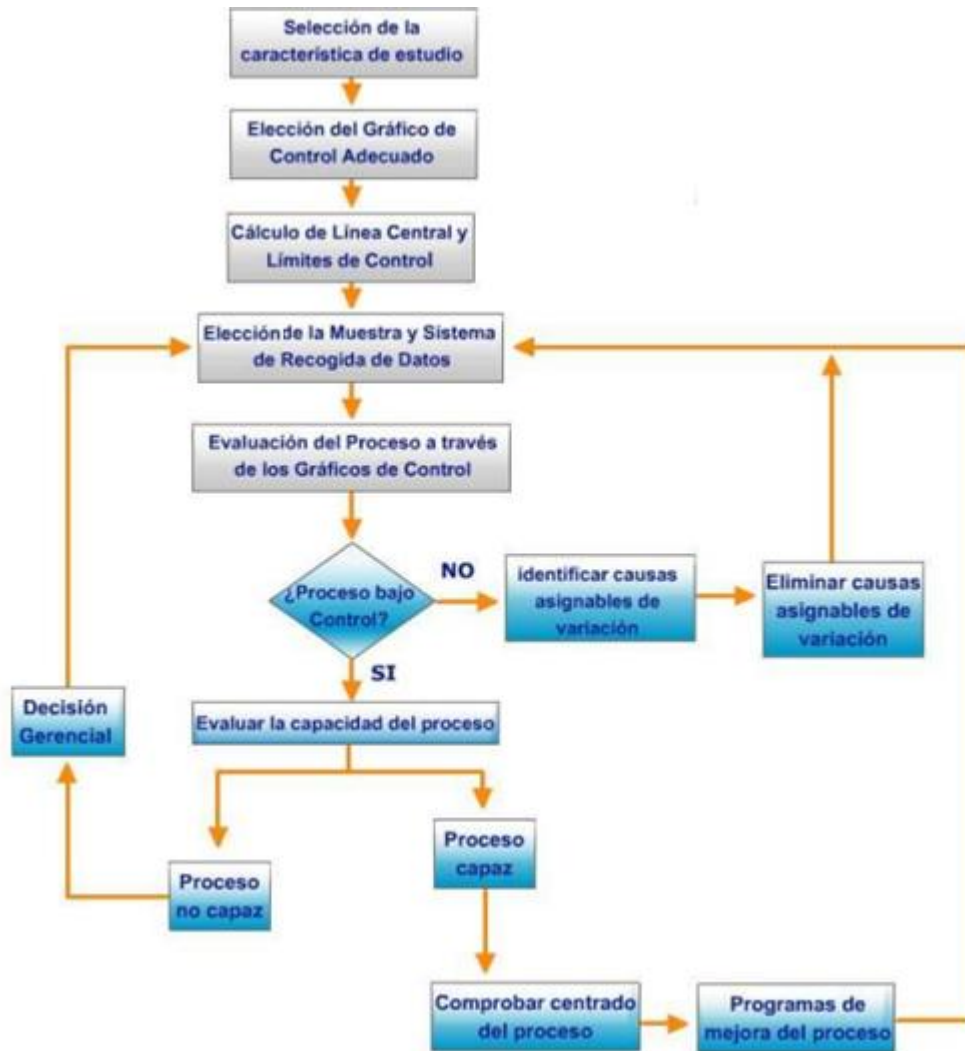 Selección de la
característica de estudio
Elección del Gráfico de
Control Adecuado
Cálculo de Línea Central y
Límites de Control
Elección de la Muestra y Sistema
de Recogida de Datos
Evaluación del Proceso a través
de los Gráficos de Control
¿Proceso bajo
Control?
NO
identificar causas
asignables de
variación
Eliminar causas
asignables de
variación
SI
Evaluar la capacidad del proceso
Decisión
Gerencial
Proceso
no capaz
Proceso
capaz
Comprobar centrado
del proceso
Programas de
mejora del proceso